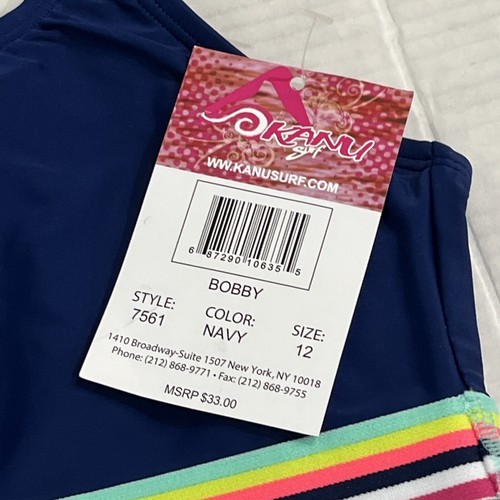 KANU
Surf
WWW.KANUSURF.COM
6 87290 10635 5
BOBBY
STYLE: COLOR: SIZE:
7561 NAVY 12
1410 Broadway-Suite 1507 New York, NY 10018
Phone: (212) 868-9771 • Fax: (212) 868-9755
MSRP $33.00